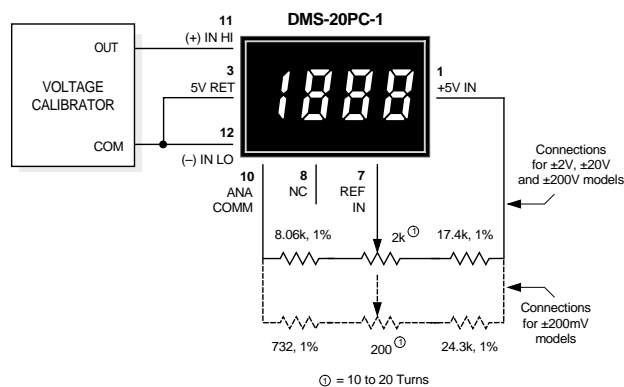 DMS-20PC-1
11
(+) IN HI
OUT
3
5V RET
1
+5V IN
VOLTAGE
CALIBRATOR
1888
12
COM
(–) IN LO
10
ANA
COMM
8
NC
7
REF
IN
Connections
for ±2V, ±20V
and ±200V models
8.06k, 1%
2k ①
17.4k, 1%
Connections
for ±200mV
models
732, 1%
200 ①
24.3k, 1%
① = 10 to 20 Turns